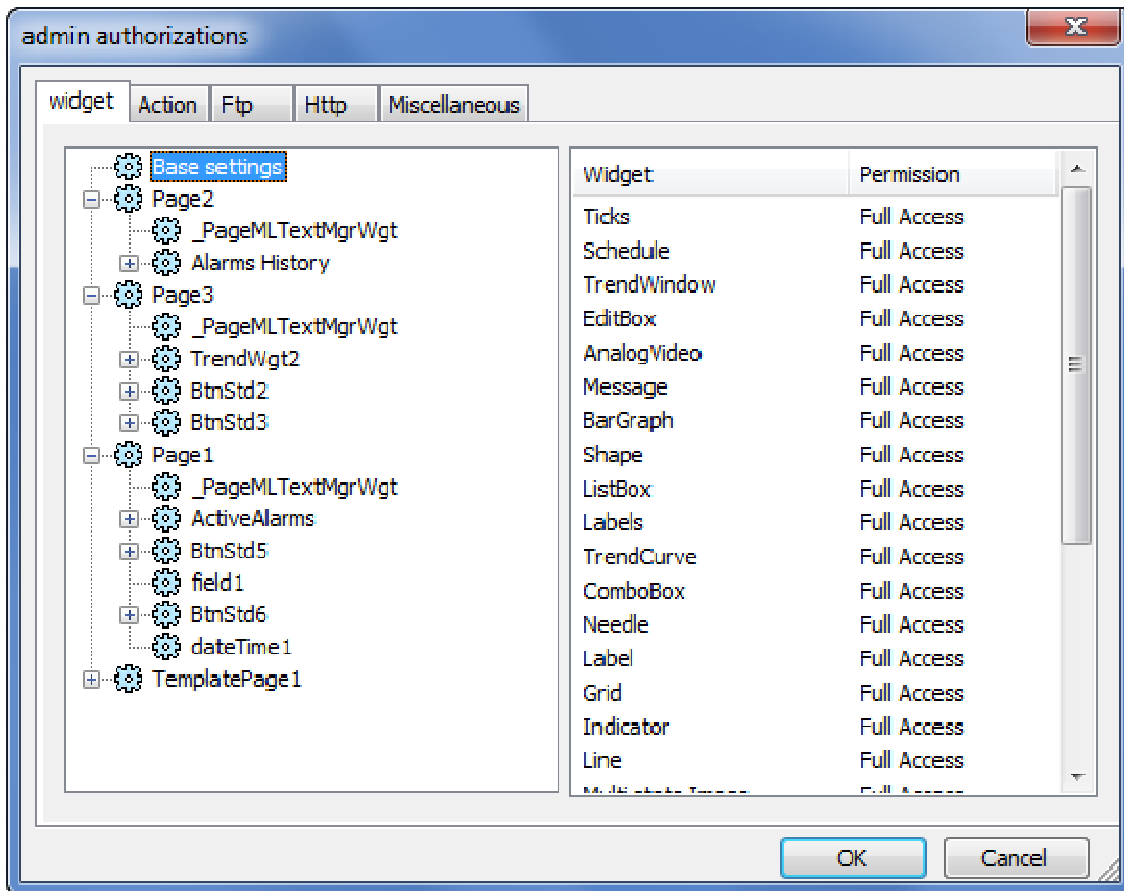 admin authorizations
widget Action Ftp Http Miscellaneous
Base settings
Page2
_PageMLTextMgrWgt
Alarms History
Page3
_PageMLTextMgrWgt
TrendWgt2
BtnStd2
BtnStd3
Page1
_PageMLTextMgrWgt
ActiveAlarms
BtnStd5
field1
BtnStd6
dateTime1
TemplatePage1
Widget Permission
Ticks Full Access
Schedule Full Access
TrendWindow Full Access
EditBox Full Access
AnalogVideo Full Access
Message Full Access
BarGraph Full Access
Shape Full Access
ListBox Full Access
Labels Full Access
TrendCurve Full Access
ComboBox Full Access
Needle Full Access
Label Full Access
Grid Full Access
Indicator Full Access
Line Full Access
OK Cancel